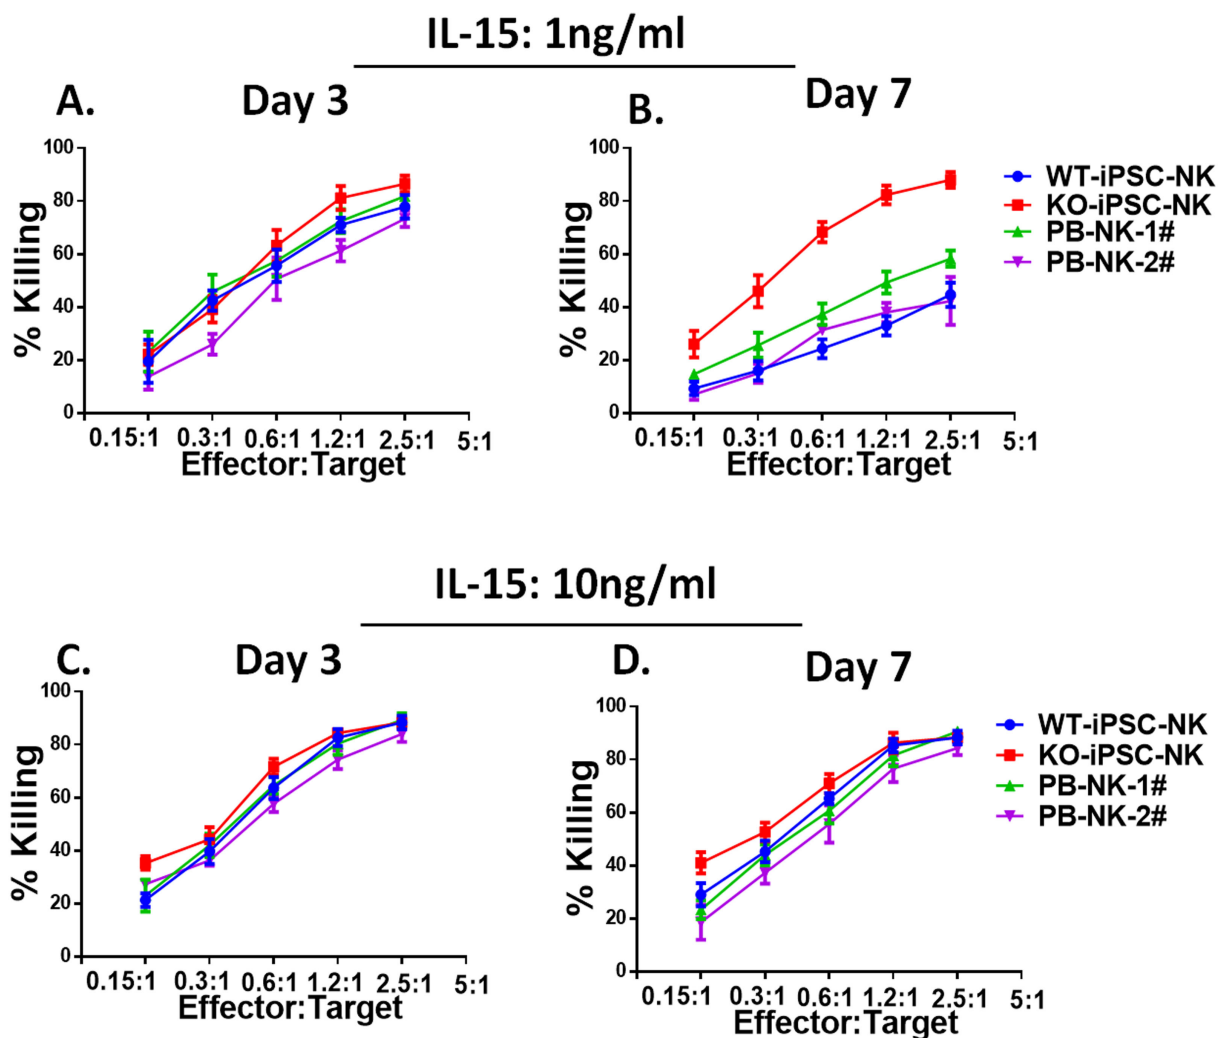 IL-15: 1ng/ml
A.
Day 3
B.
Day 7
% Killing
100
80
60
40
20
0
0.15:1 0.3:1 0.6:1 1.2:1 2.5:1 5:1
Effector:Target
% Killing
100
80
60
40
20
0
0.15:1 0.3:1 0.6:1 1.2:1 2.5:1 5:1
Effector:Target
WT-iPSC-NK
KO-iPSC-NK
PB-NK-1#
PB-NK-2#
IL-15: 10ng/ml
C.
Day 3
D.
Day 7
% Killing
100
80
60
40
20
0
0.15:1 0.3:1 0.6:1 1.2:1 2.5:1 5:1
Effector:Target
% Killing
100
80
60
40
20
0
0.15:1 0.3:1 0.6:1 1.2:1 2.5:1 5:1
Effector:Target
WT-iPSC-NK
KO-iPSC-NK
PB-NK-1#
PB-NK-2#